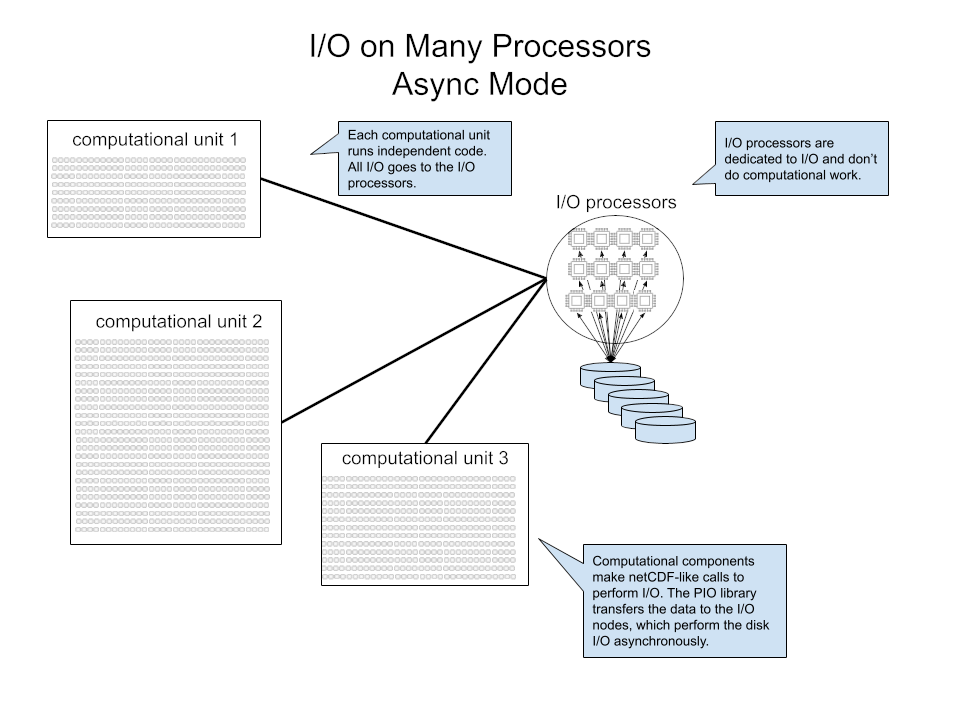 I/O on Many Processors
Async Mode
computational unit 1
Each computational unit
runs independent code.
All I/O goes to the I/O
processors.
I/O processors are
dedicated to I/O and don’t
do computational work.
I/O processors
computational unit 2
computational unit 3
Computational components
make netCDF-like calls to
perform I/O. The PIO library
transfers the data to the I/O
nodes, which perform the disk
I/O asynchronously.